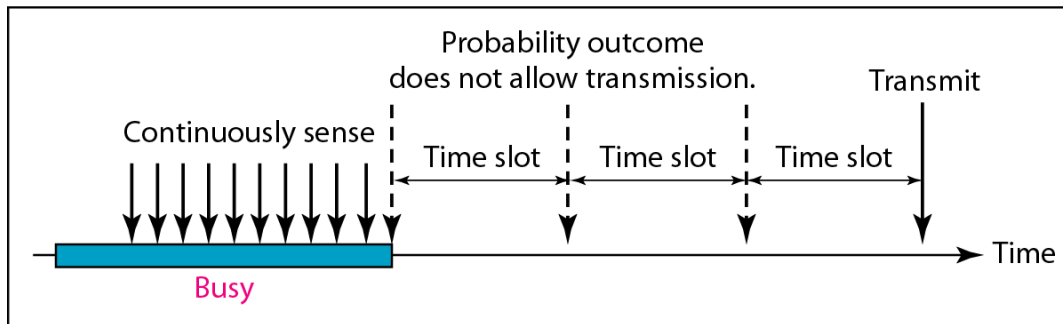 Probability outcome
does not allow transmission.
Transmit
Continuously sense
Time slot
Time slot
Time slot
Time
Busy